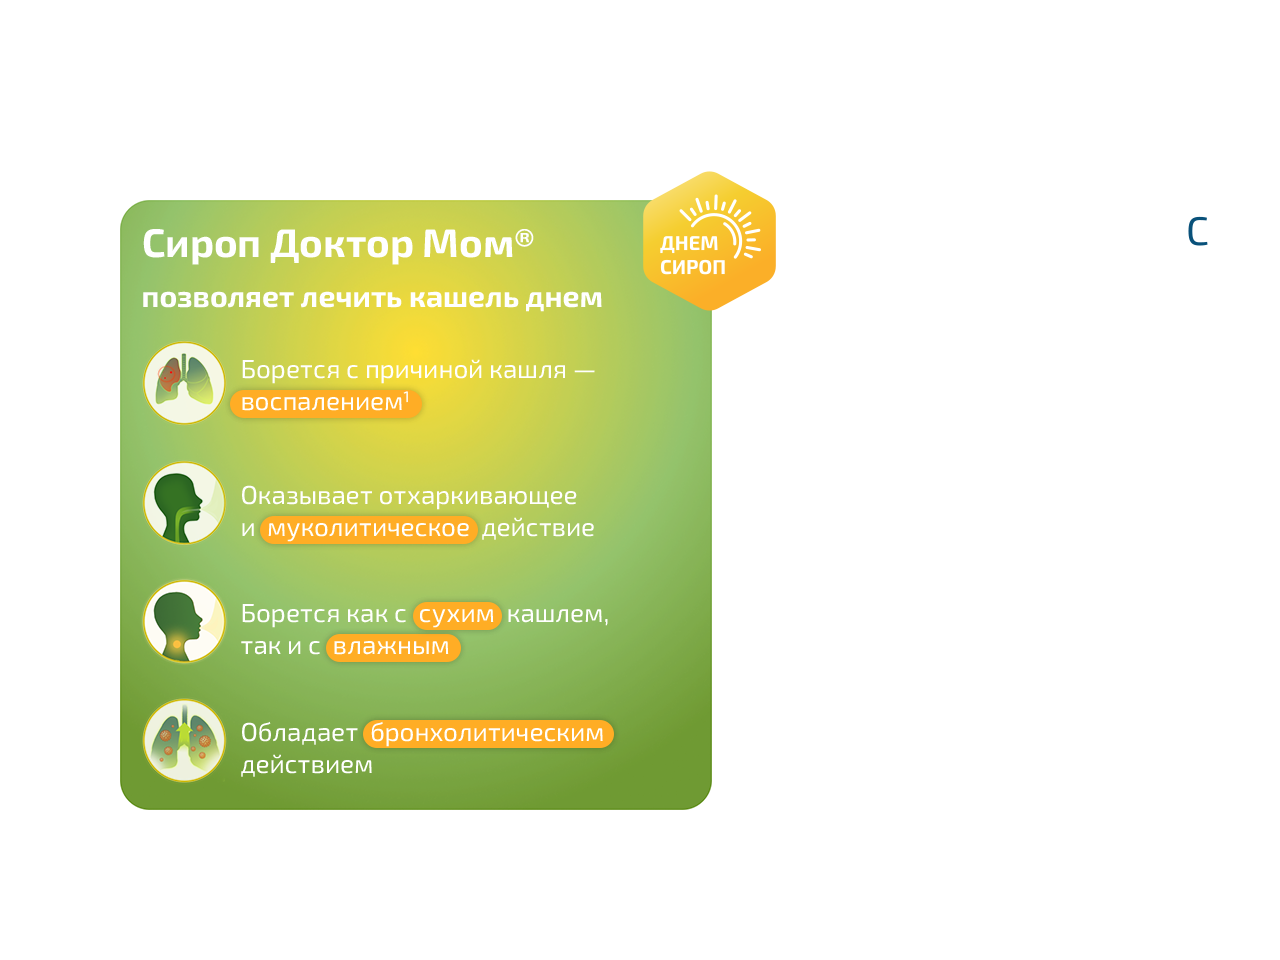 Сироп Доктор Мом®
позволяет лечить кашель днем
ДНЕМ
СИРОП
С
Борется с причиной кашля —
воспалением¹
Оказывает отхаркивающее
и муколитическое действие
Борется как с сухим кашлем,
так и с влажным
Обладает бронхолитическим
действием